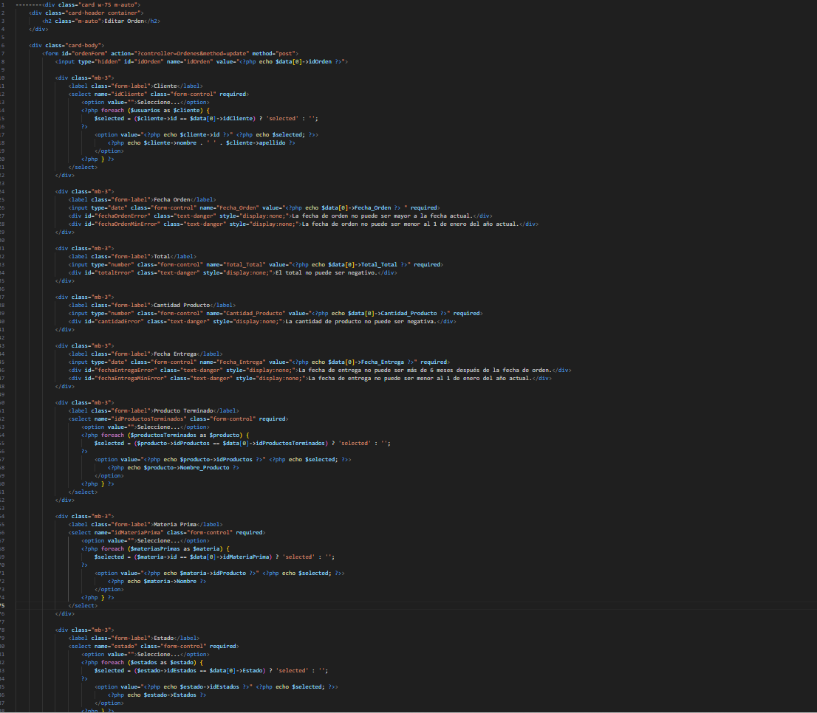 <div class="card w-75 m-auto">
<div class="card-header container">
<h1 class="m-auto">Editar Orden</h2>
</div>
<div class="card-body">
<form id="ordenForm" action="?controller=Ordenes&method=update" method="post">
<input type="hidden" id="idOrden" name="idOrden" value="<?php echo $data[0]->idOrden ?>">
<div class="mb-3">
<label class="form-label">Cliente</label>
<select name="idCliente" class="form-control" required>
<option value="">Seleccione...</option>
<?php foreach ($usuarios as $cliente) {
$selected = ($cliente->id == $data[0]->idCliente) ? 'selected' : '';
?>
<option value="<?php echo $cliente->id ?>" <?php echo $selected; ?>>
<?php echo $cliente->nombre . ' ' . $cliente->apellido ?>
</option>
<?php } ?>
</select>
</div>
<div class="mb-3">
<label class="form-label">Fecha Orden</label>
<input type="date" class="form-control" name="Fecha_Orden" value="<?php echo $data[0]->Fecha_Orden ?> " required>
<div id="fechaOrdenError" class="text-danger" style="display:none;">La fecha de orden no puede ser mayor a la fecha actual.</div>
<div id="fechaOrdenMinError" class="text-danger" style="display:none;">La fecha de orden no puede ser menor al 1 de enero del año actual.</div>
</div>
<div class="mb-3">
<label class="form-label">Total</label>
<input type="number" class="form-control" name="Total_Total" value="<?php echo $data[0]->Total_Total ?>" required>
<div id="totalError" class="text-danger" style="display:none;">El total no puede ser negativo.</div>
</div>
<div class="mb-3">
<label class="form-label">Cantidad Producto</label>
<input type="number" class="form-control" name="Cantidad_Producto" value="<?php echo $data[0]->Cantidad_Producto ?>" required>
<div id="cantidadError" class="text-danger" style="display:none;">La cantidad de producto no puede ser negativa.</div>
</div>
<div class="mb-3">
<label class="form-label">Fecha Entrega</label>
<input type="date" class="form-control" name="Fecha_Entrega" value="<?php echo $data[0]->Fecha_Entrega ?>" required>
<div id="fechaEntregaError" class="text-danger" style="display:none;">La fecha de entrega no puede ser más de 6 meses después de la fecha de orden.</div>
<div id="fechaEntregaMinError" class="text-danger" style="display:none;">La fecha de entrega no puede ser menor al 1 de enero del año actual.</div>
</div>
<div class="mb-3">
<label class="form-label">Producto Terminado</label>
<select name="idProductosTerminados" class="form-control" required>
<option value="">Seleccione...</option>
<?php foreach ($productosTerminados as $producto) {
$selected = ($producto->idProductos == $data[0]->idProductosTerminados) ? 'selected' : '';
?>
<option value="<?php echo $producto->idProductos ?>" <?php echo $selected; ?>>
<?php echo $producto->Nombre_Producto ?>
</option>
<?php } ?>
</select>
</div>
<div class="mb-3">
<label class="form-label">Materia Prima</label>
<select name="idMateriaPrima" class="form-control" required>
<option value="">Seleccione...</option>
<?php foreach ($materiasPrimas as $materia) {
$selected = ($materia->id == $data[0]->idMateriaPrima) ? 'selected' : '';
?>
<option value="<?php echo $materia->idProducto ?>" <?php echo $selected; ?>>
<?php echo $materia->Nombre ?>
</option>
<?php } ?>
</select>
</div>
<div class="mb-3">
<label class="form-label">Estado</label>
<select name="estado" class="form-control" required>
<option value="">Seleccione...</option>
<?php foreach ($estados as $estado) {
$selected = ($estado->idEstados == $data[0]->Estado) ? 'selected' : '';
?>
<option value="<?php echo $estado->idEstados ?>" <?php echo $selected; ?>>
<?php echo $estado->Estados ?>
</option>
<?php } ?>